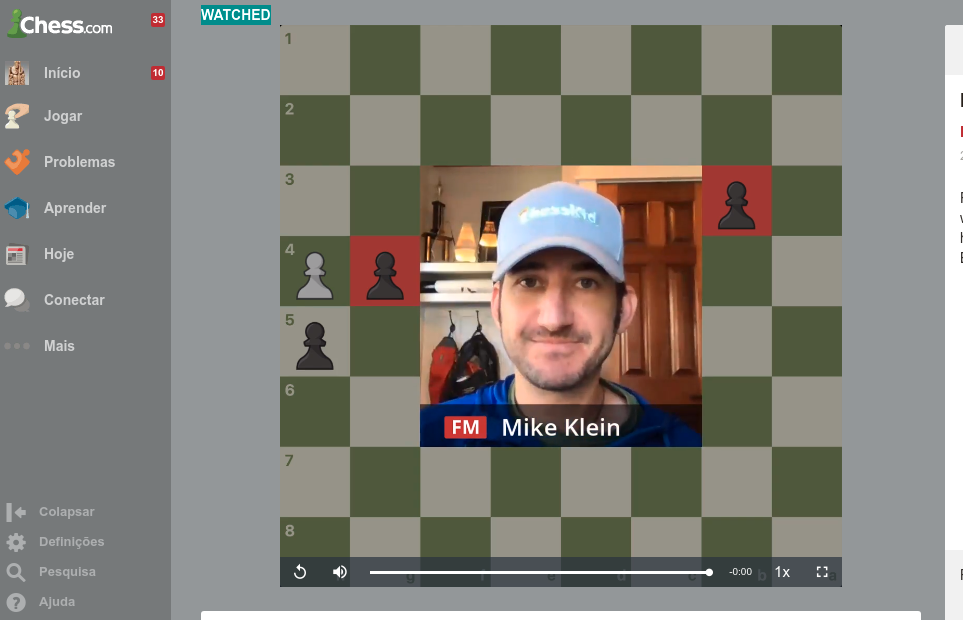 WATCHED
Chess.com
33
Início
10
Jogar
Problemas
Aprender
Hoje
Conectar
Mais
Colapsar
Definições
Pesquisa
Ajuda
1
2
3
4
5
6
7
8
FM Mike Klein
g f e d c b a
-0:00
1x